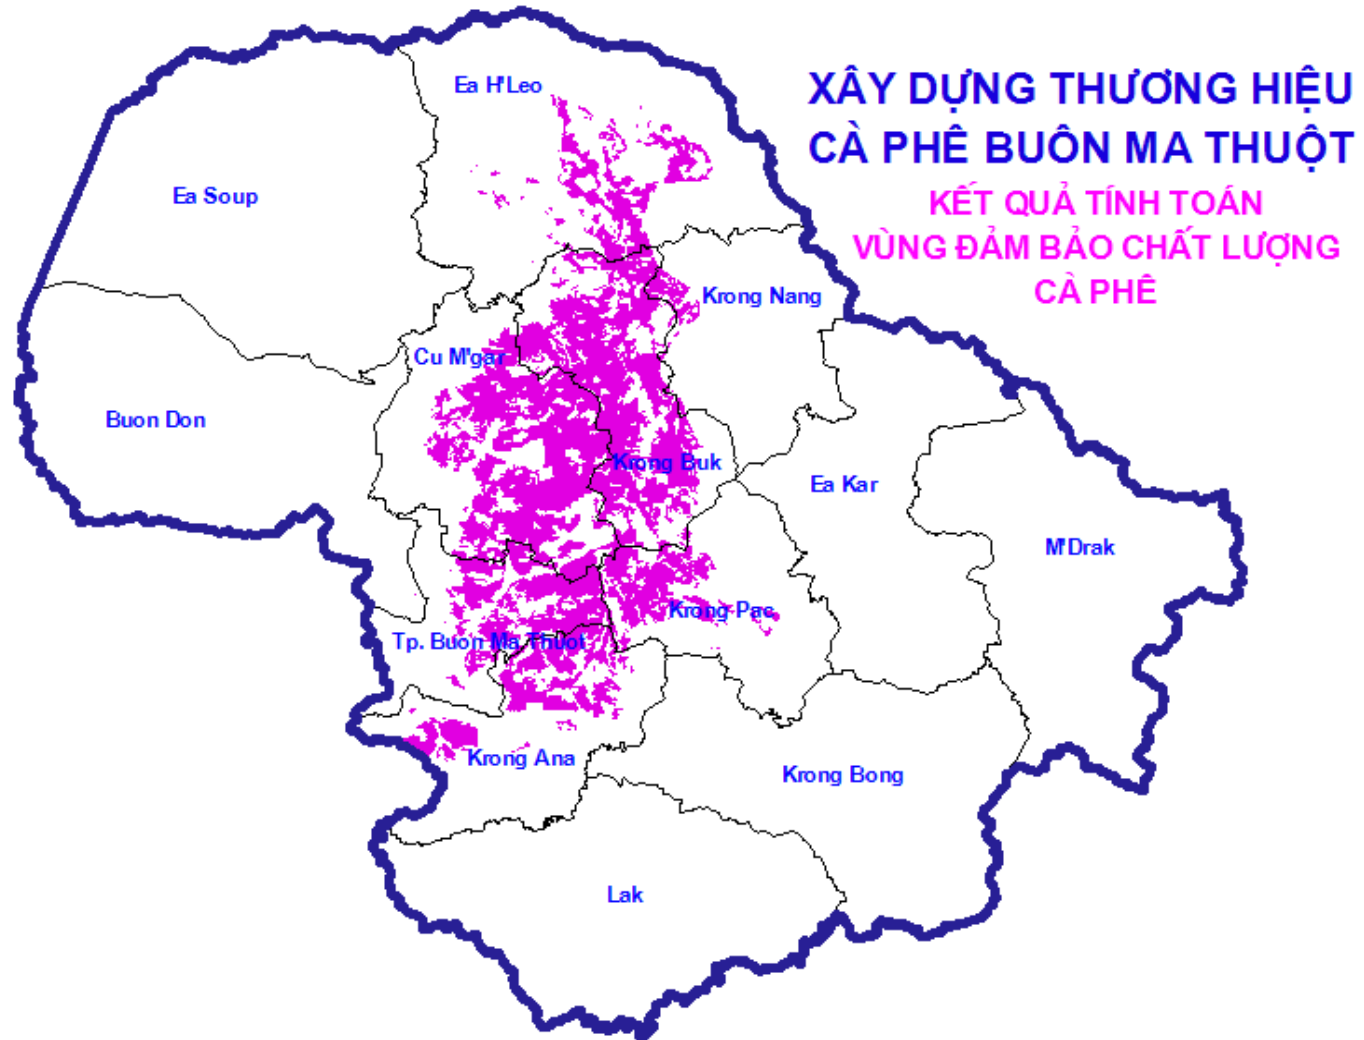 XÂY DỰNG THƯƠNG HIỆU
CÀ PHÊ BUÔN MA THUỘT
KẾT QUẢ TÍNH TOÁN
VÙNG ĐẢM BẢO CHẤT LƯỢNG
CÀ PHÊ
Ea H'Leo
Ea Soup
Krong Nang
Cu M'gar
Buon Don
Krong Buk
Ea Kar
M'Drak
Krong Pac
Tp. Buon Ma Thuot
Krong Ana
Krong Bong
Lak